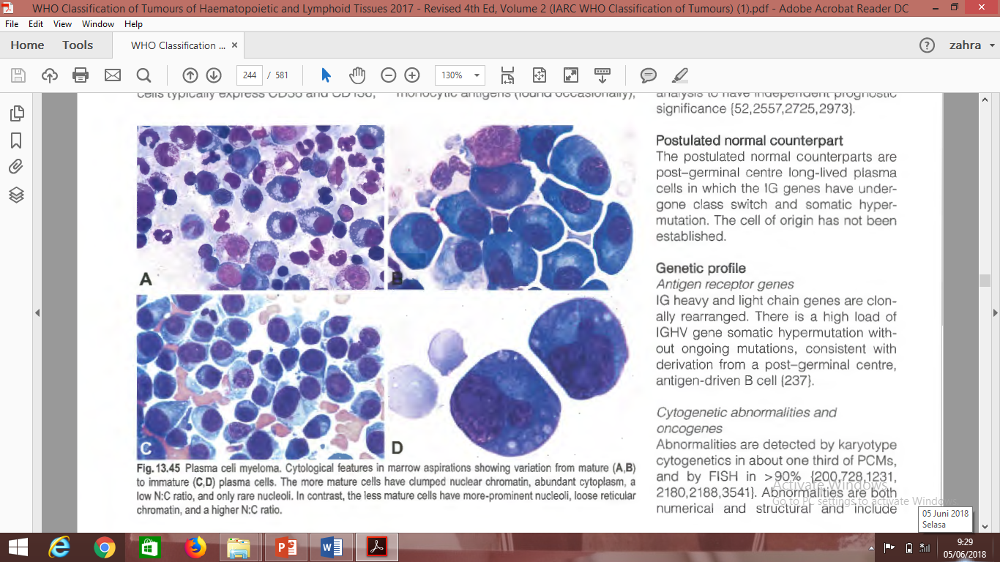 WHO Classification of Tumours of Haematopoietic and Lymphoid Tissues 2017 - Revised 4th Ed, Volume 2 (IARC WHO Classification of Tumours) (1).pdf - Adobe Acrobat Reader DC
File Edit View Window Help
Home Tools WHO Classification ... × zahra
244 / 581 130%
cells typically express CD38 and CD138,
A
B
C
D
Fig. 13.45 Plasma cell myeloma. Cytological features in marrow aspirations showing variation from mature (A,B)
to immature (C,D) plasma cells. The more mature cells have clumped nuclear chromatin, abundant cytoplasm, a
low N:C ratio, and only rare nucleoli. In contrast, the less mature cells have more-prominent nucleoli, loose reticular
chromatin, and a higher N:C ratio.
monocytic antigens (found occasionally),
analysis to have independent prognostic
significance {52,2557,2725,2973}.
Postulated normal counterpart
The postulated normal counterparts are
post–germinal centre long-lived plasma
cells in which the IG genes have under-
gone class switch and somatic hyper-
mutation. The cell of origin has not been
established.
Genetic profile
Antigen receptor genes
IG heavy and light chain genes are clon-
ally rearranged. There is a high load of
IGHV gene somatic hypermutation with-
out ongoing mutations, consistent with
derivation from a post–germinal centre,
antigen-driven B cell {237}.
Cytogenetic abnormalities and
oncogenes
Abnormalities are detected by karyotype
cytogenetics in about one third of PCMs,
and by FISH in >90% {200,728,1231,
2180,2188,3541}. Abnormalities are both
numerical and structural and include
Activate Windows
Go to PC settings to activate Windows.
05 Juni 2018
Selasa
9:29
05/06/2018